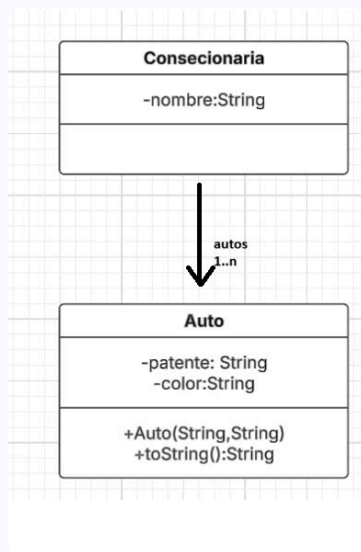 Consecionaria
-nombre:String
autos
1..n
Auto
-patente: String
-color:String
+Auto(String,String)
+toString():String